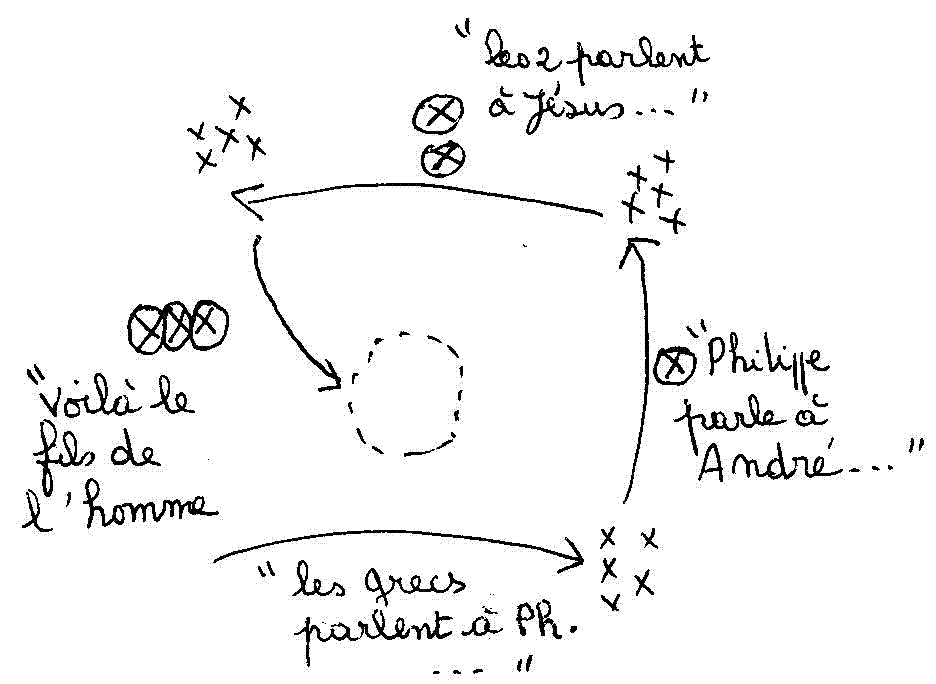 "les 2 parlent
à Jésus..."
"Philippe
parle à
André...."
"Voilà le
fils de
l'homme
"les grecs
parlent à Ph.
...."